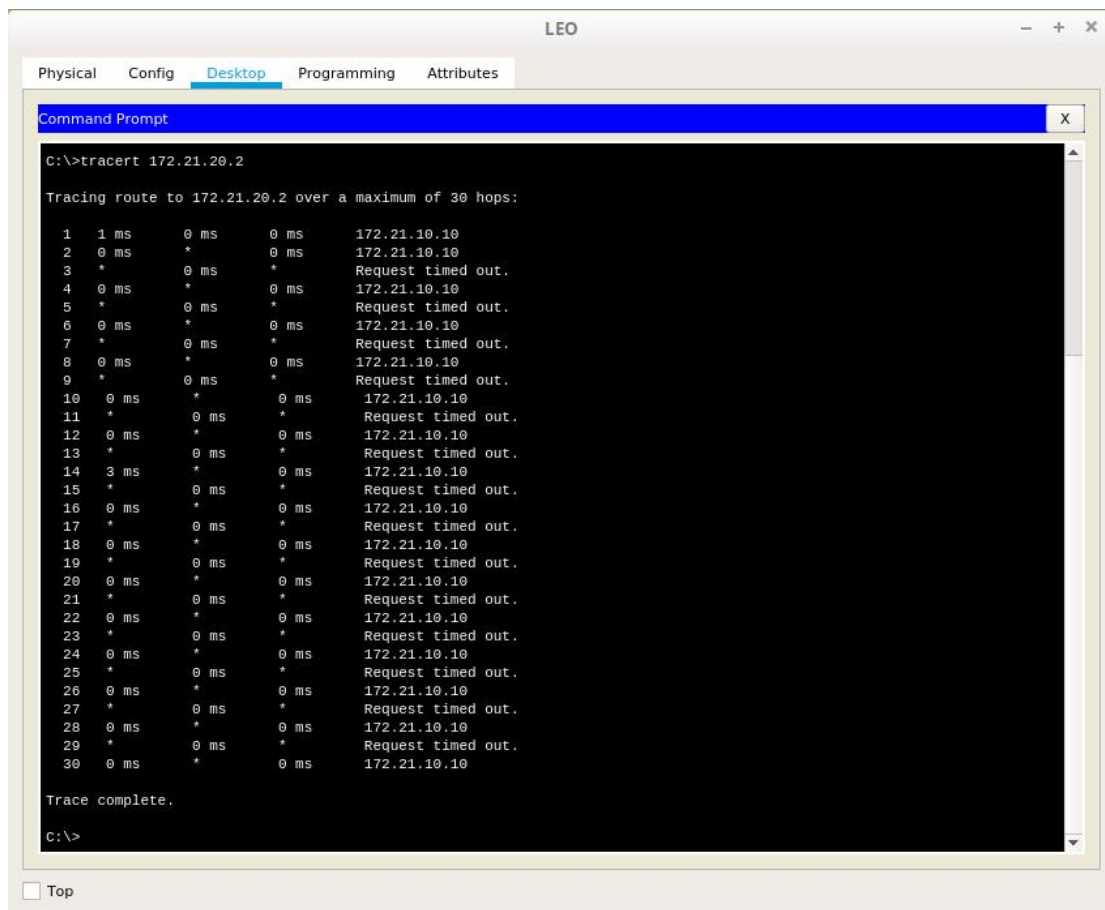 LEO
Physical Config Desktop Programming Attributes
Command Prompt X
C:\>tracert 172.21.20.2
Tracing route to 172.21.20.2 over a maximum of 30 hops:
1 1 ms 0 ms 0 ms 172.21.10.10
2 0 ms * 0 ms 172.21.10.10
3 * 0 ms * Request timed out.
4 0 ms * 0 ms 172.21.10.10
5 * 0 ms * Request timed out.
6 0 ms * 0 ms 172.21.10.10
7 * 0 ms * Request timed out.
8 0 ms * 0 ms 172.21.10.10
9 * 0 ms * Request timed out.
10 0 ms * 0 ms 172.21.10.10
11 * 0 ms * Request timed out.
12 0 ms * 0 ms 172.21.10.10
13 * 0 ms * Request timed out.
14 3 ms * 0 ms 172.21.10.10
15 * 0 ms * Request timed out.
16 0 ms * 0 ms 172.21.10.10
17 * 0 ms * Request timed out.
18 0 ms * 0 ms 172.21.10.10
19 * 0 ms * Request timed out.
20 0 ms * 0 ms 172.21.10.10
21 * 0 ms * Request timed out.
22 0 ms * 0 ms 172.21.10.10
23 * 0 ms * Request timed out.
24 0 ms * 0 ms 172.21.10.10
25 * 0 ms * Request timed out.
26 0 ms * 0 ms 172.21.10.10
27 * 0 ms * Request timed out.
28 0 ms * 0 ms 172.21.10.10
29 * 0 ms * Request timed out.
30 0 ms * 0 ms 172.21.10.10
Trace complete.
C:\>
Top